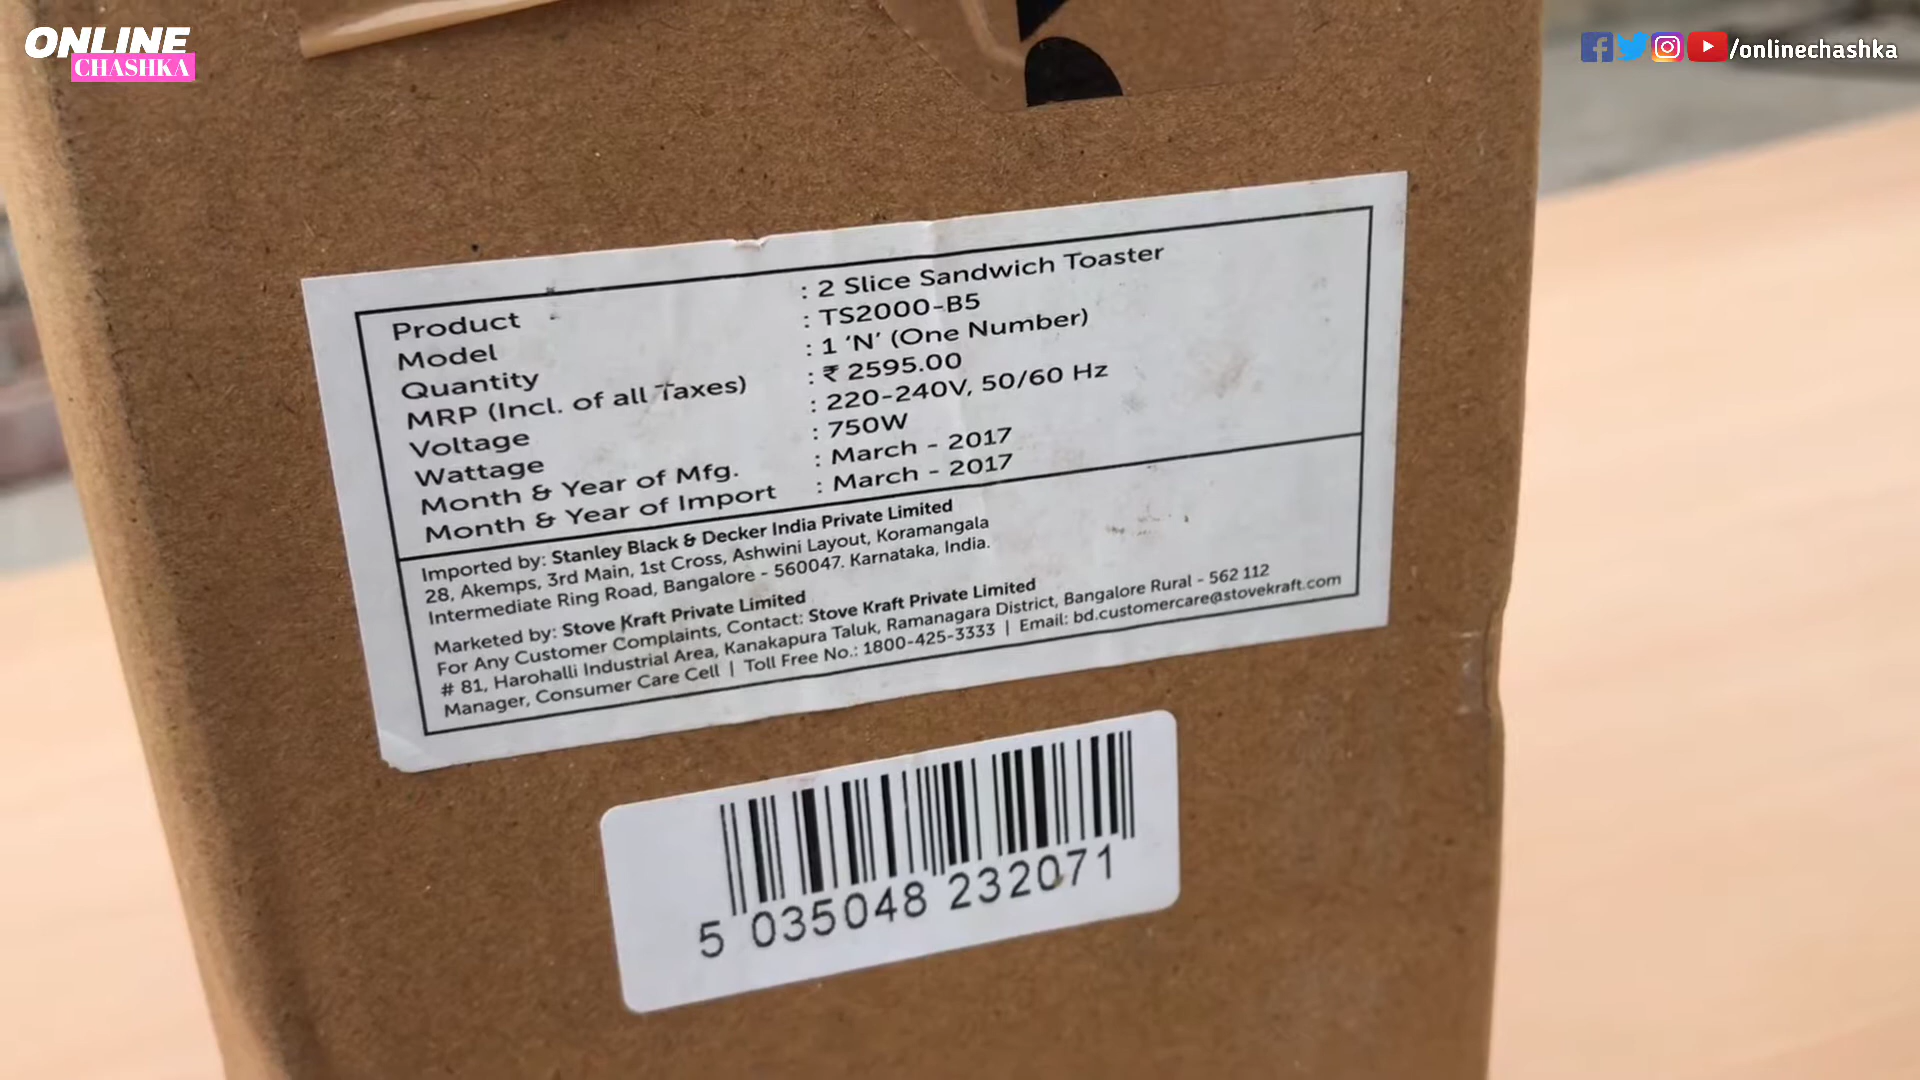 ONLINE
CHASHKA
/onlinechashka
Product : 2 Slice Sandwich Toaster
Model : TS2000-B5
Quantity : 1 ‘N’ (One Number)
MRP (Incl. of all Taxes) : ₹ 2595.00
Voltage : 220-240V, 50/60 Hz
Wattage : 750W
Month & Year of Mfg. : March - 2017
Month & Year of Import : March - 2017
Imported by: Stanley Black & Decker India Private Limited
28, Akemps, 3rd Main, 1st Cross, Ashwini Layout, Koramangala
Intermediate Ring Road, Bangalore - 560047. Karnataka, India.
Marketed by: Stove Kraft Private Limited
For Any Customer Complaints, Contact: Stove Kraft Private Limited
# 81, Harohalli Industrial Area, Kanakapura Taluk, Ramanagara District, Bangalore Rural - 562 112
Manager, Consumer Care Cell | Toll Free No.: 1800-425-3333 | Email: bd.customercare@stovekraft.com
5 035048 232071